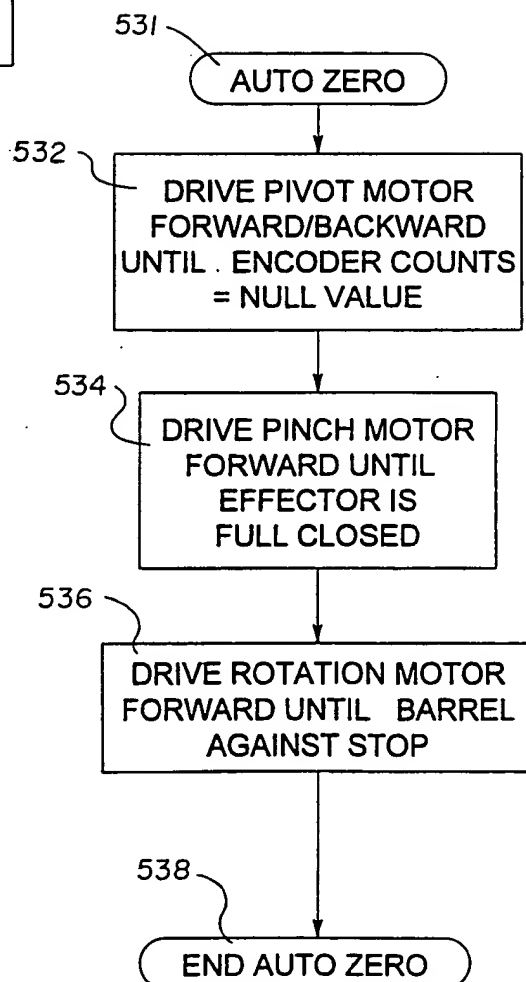 531
AUTO ZERO
532
DRIVE PIVOT MOTOR
FORWARD/BACKWARD
UNTIL . ENCODER COUNTS
= NULL VALUE
534
DRIVE PINCH MOTOR
FORWARD UNTIL
EFFECTOR IS
FULL CLOSED
536
DRIVE ROTATION MOTOR
FORWARD UNTIL BARREL
AGAINST STOP
538
END AUTO ZERO